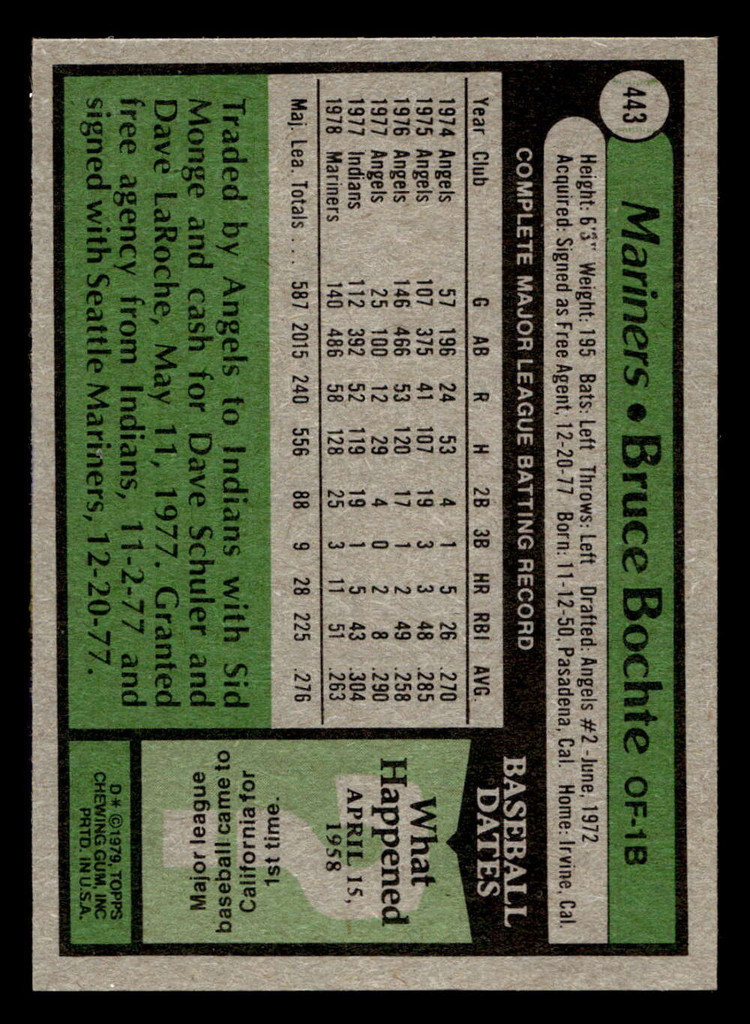 443
Mariners • Bruce Bochte OF-1B
Height: 6'3" Weight: 195 Bats: Left Throws: Left Drafted: Angels #2 -June, 1972
Acquired: Signed as Free Agent, 12-20-77 Born: 11-12-50, Pasadena, Cal. Home: Irvine, Cal.
COMPLETE MAJOR LEAGUE BATTING RECORD
Year Club G AB R H 2B 3B HR RBI AVG.
1974 Angels 57 196 24 53 4 1 5 26 .270
1975 Angels 107 375 41 107 19 3 3 48 .285
1976 Angels 146 466 53 120 17 1 2 49 .258
1977 Angels 25 100 12 29 4 0 2 8 .290
1977 Indians 112 392 52 119 19 1 5 43 .304
1978 Mariners 140 486 58 128 25 3 11 51 .263
Maj. Lea. Totals . . . 587 2015 240 556 88 9 28 225 .276
Traded by Angels to Indians with Sid
Monge and cash for Dave Schuler and
Dave LaRoche, May 11, 1977. Granted
free agency from Indians, 11-2-77 and
signed with Seattle Mariners, 12-20-77.
BASEBALL
DATES
What
Happened
APRIL 15,
1958
Major league
baseball came to
California for
1st time.
D* ©1979, TOPPS
CHEWING GUM, INC
PRTD. IN U.S.A.